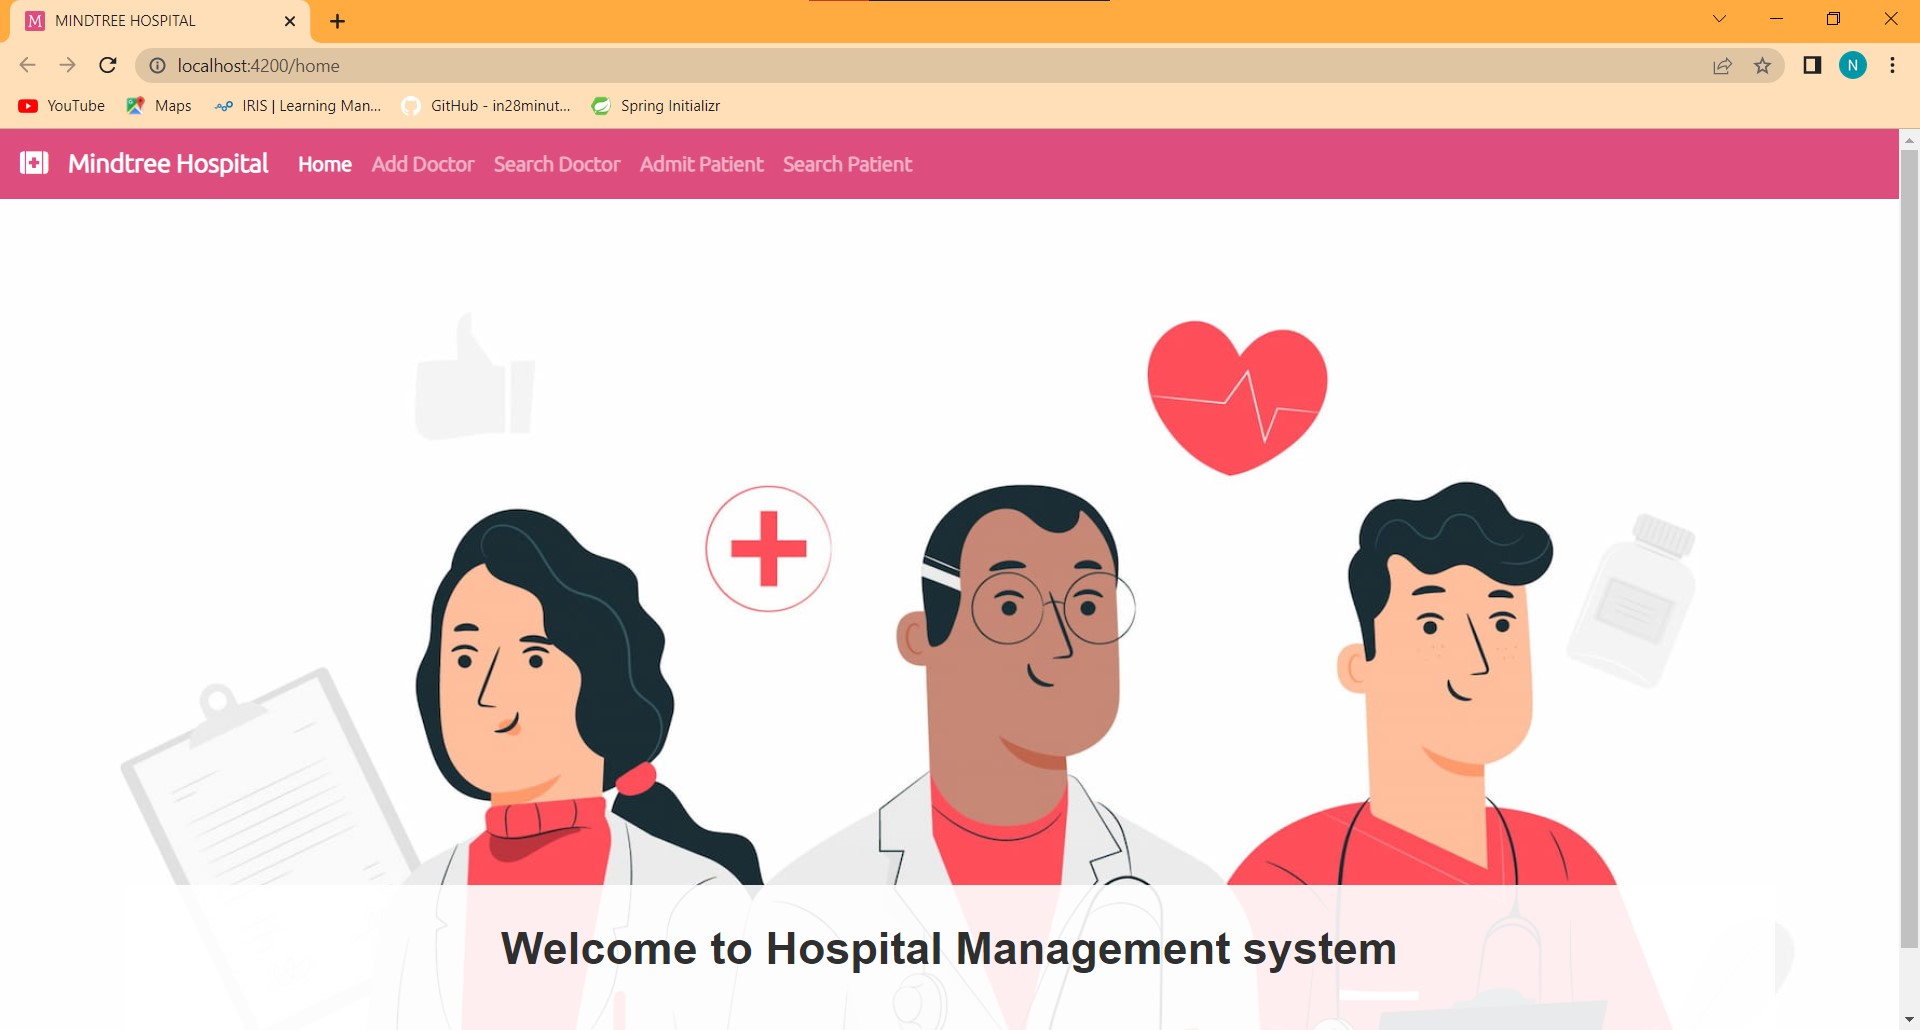 M MINDTREE HOSPITAL
localhost:4200/home
N
YouTube Maps IRIS | Learning Man... GitHub - in28minut... Spring Initializr
Mindtree Hospital Home Add Doctor Search Doctor Admit Patient Search Patient
Welcome to Hospital Management system